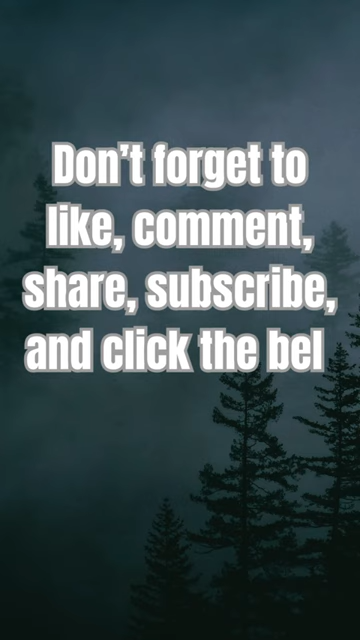 Don't forget to
like, comment,
share, subscribe,
and click the bel